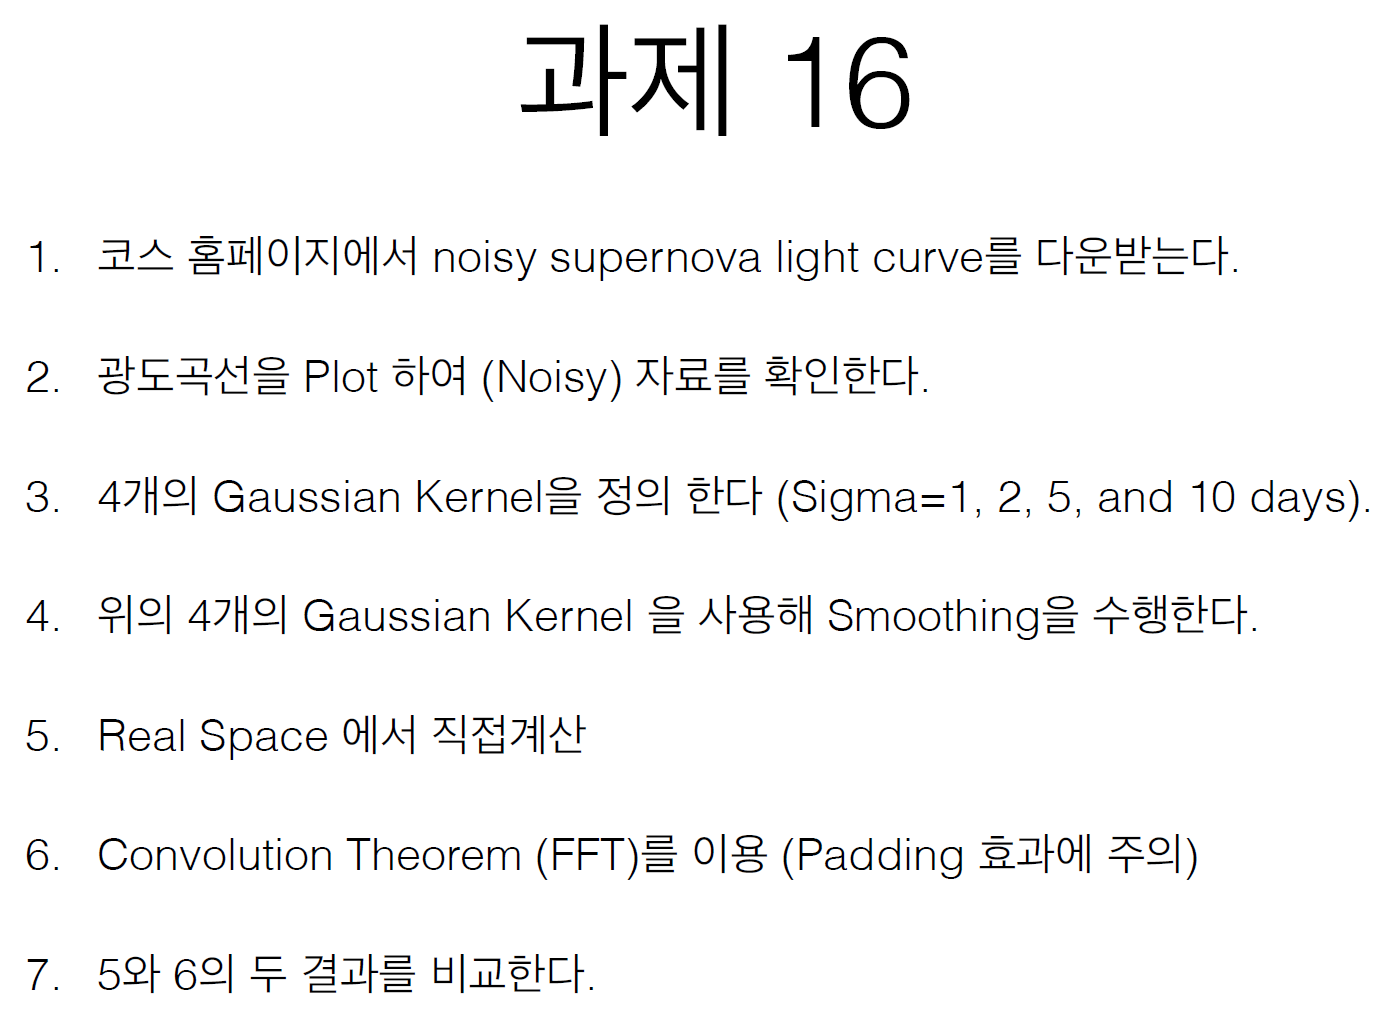 과제 16
1. 코스 홈페이지에서 noisy supernova light curve를 다운받는다.
2. 광도곡선을 Plot 하여 (Noisy) 자료를 확인한다.
3. 4개의 Gaussian Kernel을 정의 한다 (Sigma=1, 2, 5, and 10 days).
4. 위의 4개의 Gaussian Kernel 을 사용해 Smoothing을 수행한다.
5. Real Space 에서 직접계산
6. Convolution Theorem (FFT)를 이용 (Padding 효과에 주의)
7. 5와 6의 두 결과를 비교한다.